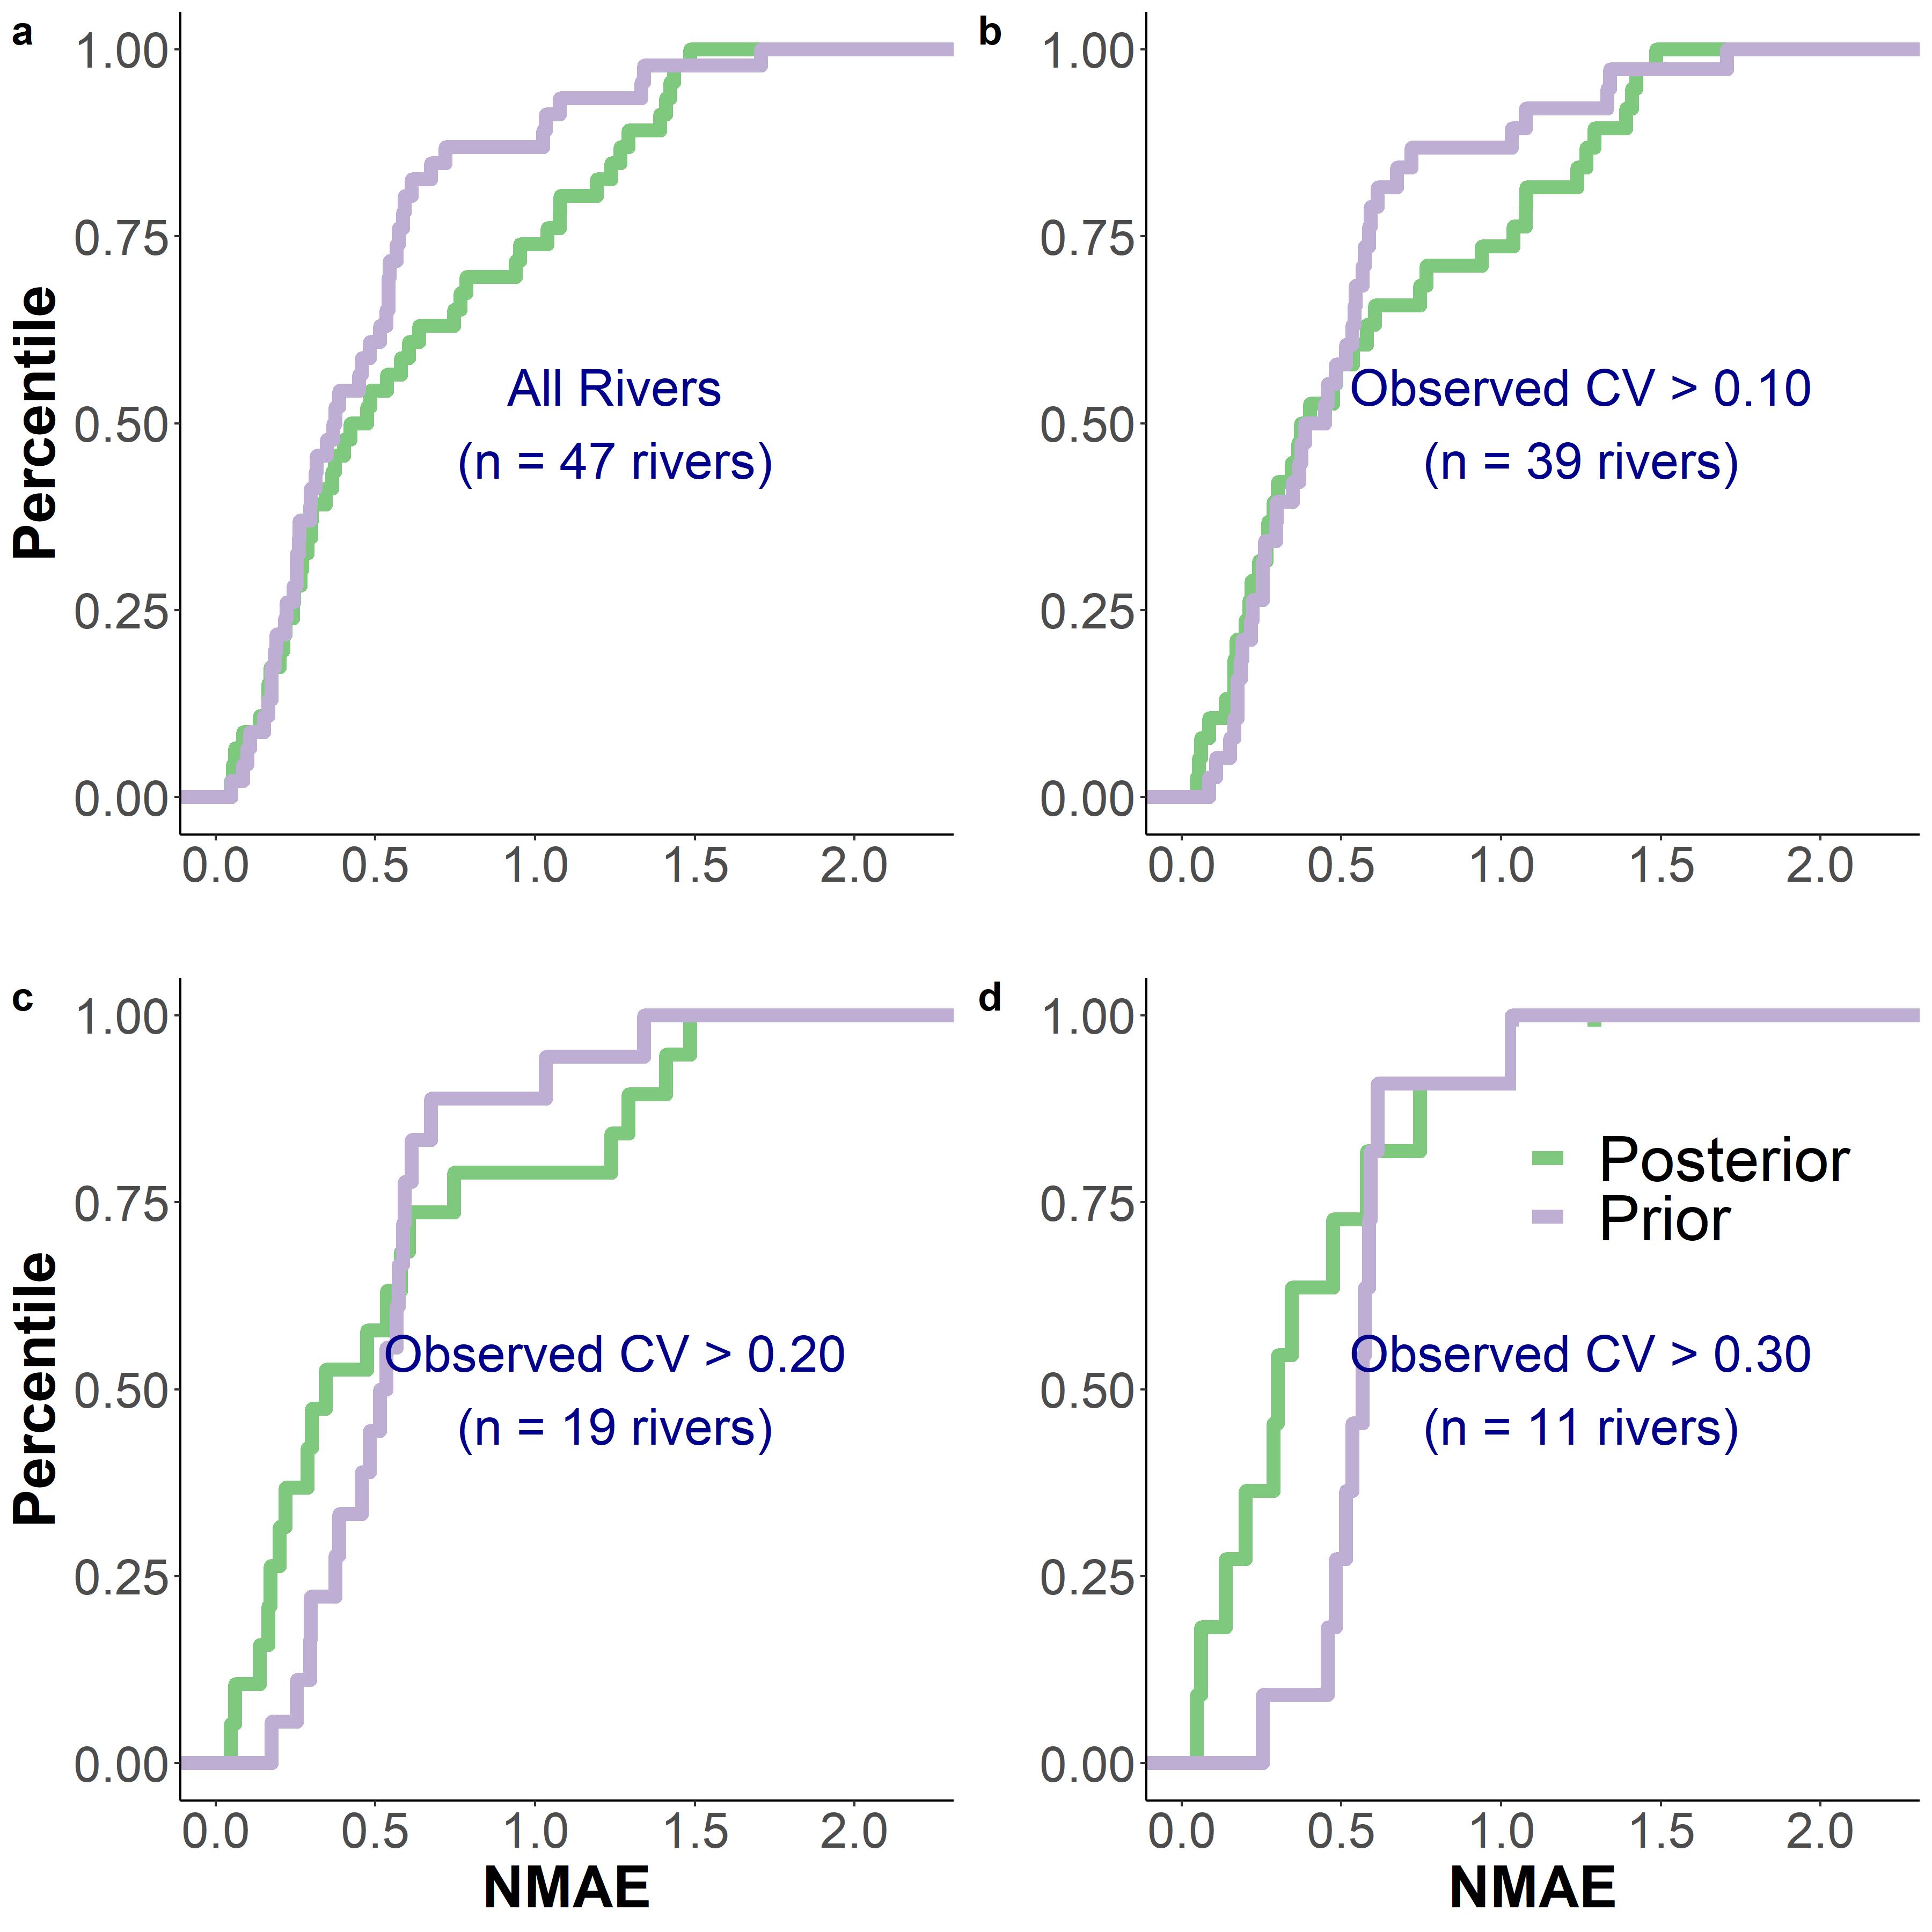 a
1.00
0.75
0.50
0.25
0.00
Percentile
All Rivers
(n = 47 rivers)
0.0 0.5 1.0 1.5 2.0
b
1.00
0.75
0.50
0.25
0.00
Observed CV > 0.10
(n = 39 rivers)
0.0 0.5 1.0 1.5 2.0
c
1.00
0.75
0.50
0.25
0.00
Percentile
Observed CV > 0.20
(n = 19 rivers)
0.0 0.5 1.0 1.5 2.0
NMAE
d
1.00
0.75
0.50
0.25
0.00
Posterior
Prior
Observed CV > 0.30
(n = 11 rivers)
0.0 0.5 1.0 1.5 2.0
NMAE